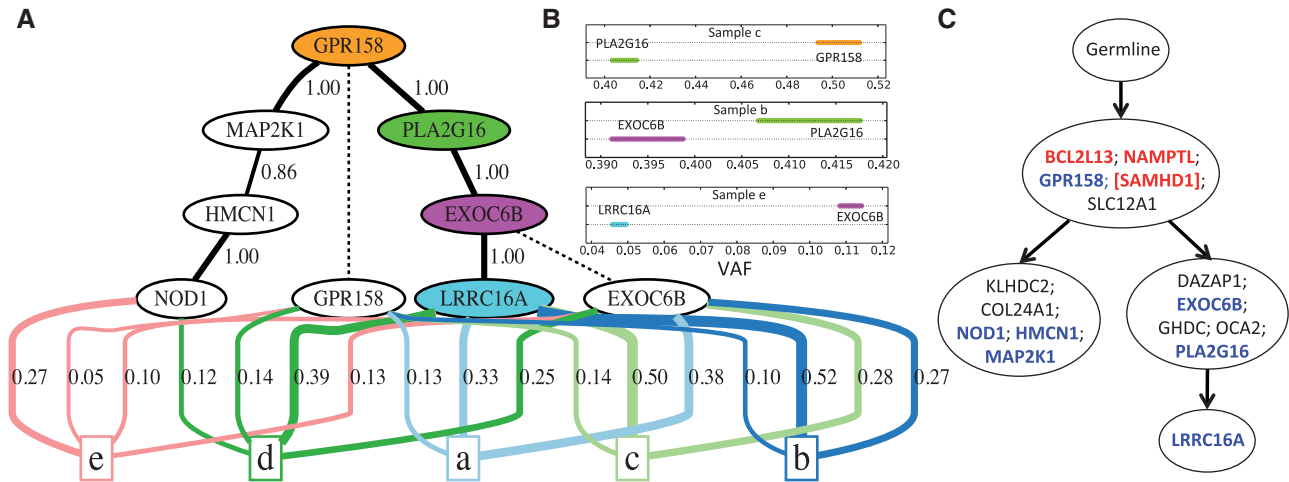 A
GPR158
1.00
1.00
MAP2K1
PLA2G16
0.86
1.00
HMCN1
EXOC6B
1.00
1.00
NOD1
GPR158
LRRC16A
EXOC6B
0.27
0.05
0.10
0.12
0.14
0.39
0.13
0.13
0.33
0.25
0.14
0.50
0.38
0.10
0.52
0.28
0.27
e
d
a
c
b
B
Sample c
PLA2G16
GPR158
0.40 0.42 0.44 0.46 0.48 0.50 0.52
Sample b
EXOC6B
PLA2G16
0.390 0.395 0.400 0.405 0.410 0.415 0.420
Sample e
LRRC16A
EXOC6B
0.04 0.05 0.06 0.07 0.08 0.09 0.10 0.11 0.12
VAF
C
Germline
BCL2L13; NAMPTL;
GPR158; [SAMHD1];
SLC12A1
KLHDC2;
COL24A1;
NOD1; HMCN1;
MAP2K1
DAZAP1;
EXOC6B;
GHDC; OCA2;
PLA2G16
LRRC16A